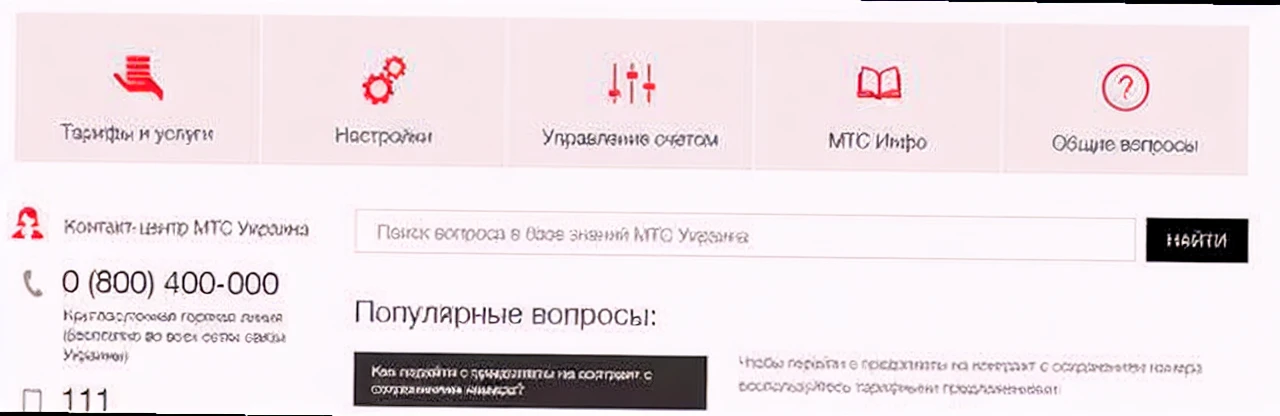 Тарифы и услуги
Настройки
Управление счетом
МТС Инфо
Общие вопросы
Контакт-центр МТС Украина
0 (800) 400-000
Круглосуточная горячая линия
(бесплатно во всех сетях связи
Украины)
111
Поиск вопроса в базе знаний МТС Украина
НАЙТИ
Популярные вопросы:
Как перейти с предоплаты на контракт с
сохранением номера?
Чтобы перейти с предоплаты на контракт с сохранением номера
воспользуйтесь тарифными предложениями